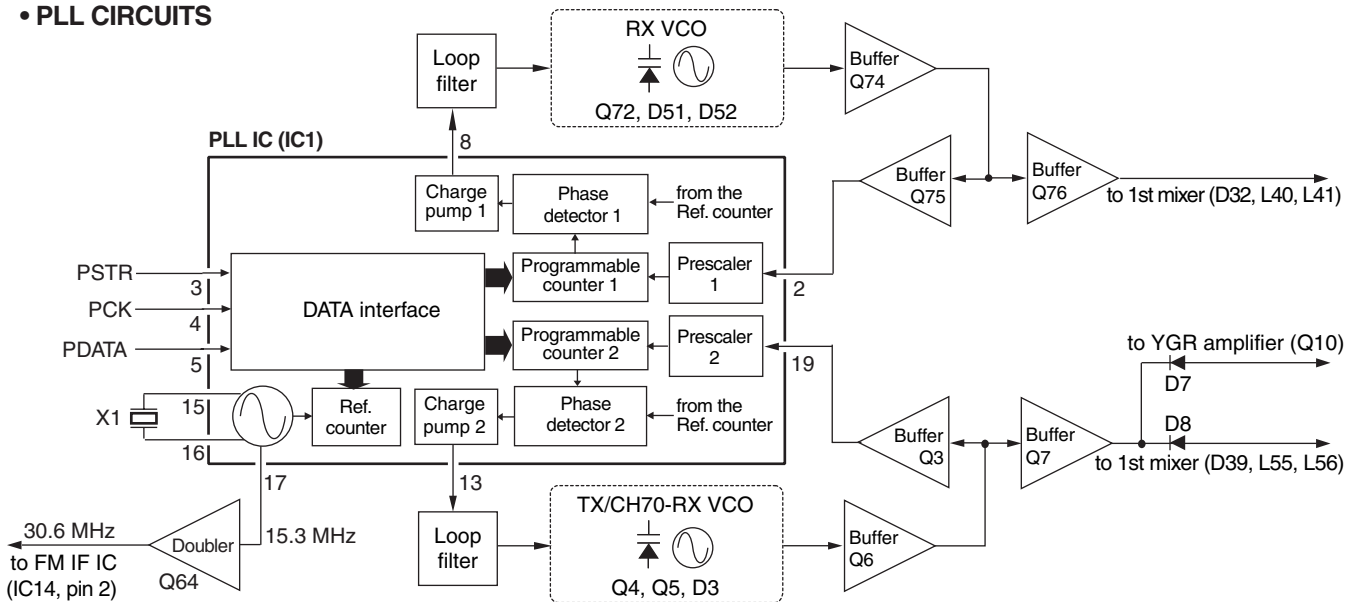 • PLL CIRCUITS
RX VCO
Q72, D51, D52
Loop
filter
Buffer
Q74
PLL IC (IC1)
8
Charge
pump 1
Phase
detector 1
from the
Ref. counter
Buffer
Q75
Buffer
Q76
to 1st mixer (D32, L40, L41)
PSTR
3
PCK
4
PDATA
5
DATA interface
Programmable
counter 1
Prescaler
1
2
Programmable
counter 2
Prescaler
2
19
to YGR amplifier (Q10)
D7
X1
15
16
Ref.
counter
Charge
pump 2
Phase
detector 2
from the
Ref. counter
Buffer
Q3
Buffer
Q7
D8
to 1st mixer (D39, L55, L56)
17
13
30.6 MHz
to FM IF IC
(IC14, pin 2)
Doubler
Q64
15.3 MHz
Loop
filter
TX/CH70-RX VCO
Q4, Q5, D3
Buffer
Q6